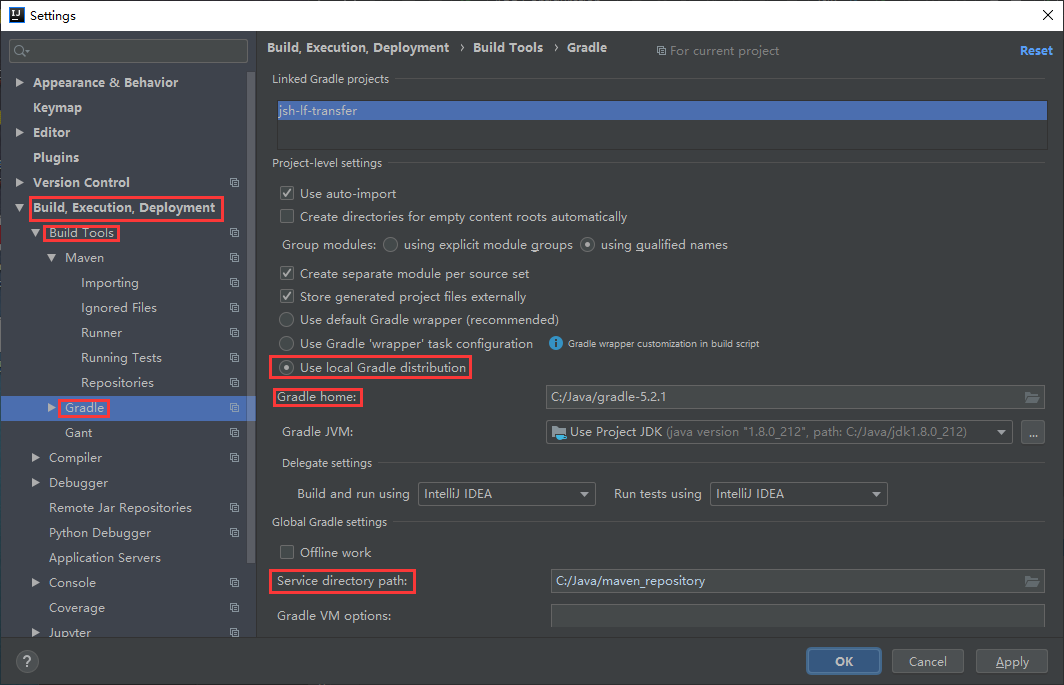 Settings
Appearance & Behavior
Keymap
Editor
Plugins
Version Control
Build, Execution, Deployment
Build Tools
Maven
Importing
Ignored Files
Runner
Running Tests
Repositories
Gradle
Gant
Compiler
Debugger
Remote Jar Repositories
Python Debugger
Application Servers
Console
Coverage
Jupyter
Build, Execution, Deployment › Build Tools › Gradle For current project Reset
Linked Gradle projects
jsh-lf-transfer
Project-level settings
Use auto-import
Create directories for empty content roots automatically
Group modules: using explicit module groups using qualified names
Create separate module per source set
Store generated project files externally
Use default Gradle wrapper (recommended)
Use Gradle 'wrapper' task configuration Gradle wrapper customization in build script
Use local Gradle distribution
Gradle home: C:/Java/gradle-5.2.1
Gradle JVM: Use Project JDK (java version "1.8.0_212", path: C:/Java/jdk1.8.0_212) ...
Delegate settings
Build and run using IntelliJ IDEA Run tests using IntelliJ IDEA
Global Gradle settings
Offline work
Service directory path: C:/Java/maven_repository
Gradle VM options:
? OK Cancel Apply